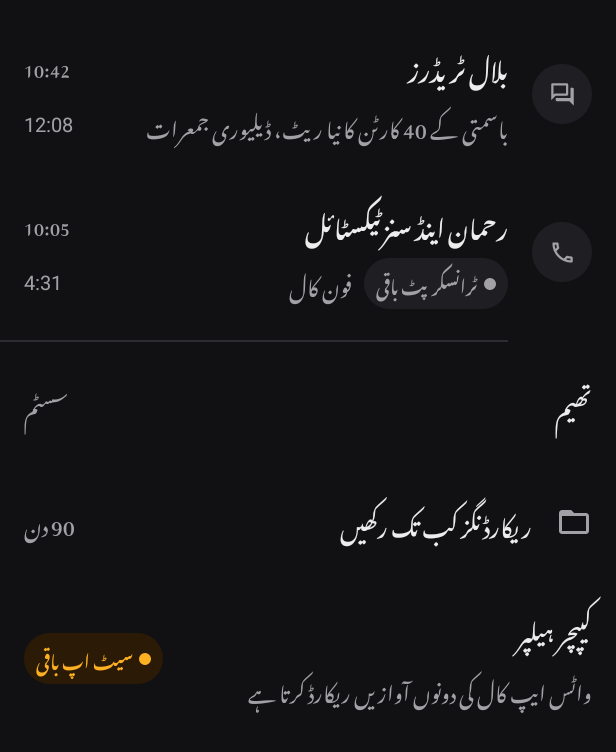 بلال ٹریڈرز 10:42
باسمتی کے 40 کارٹن کا نیا ریٹ، ڈیلیوری جمعرات 12:08
رحمان اینڈ سنز ٹیکسٹائل 10:05
ٹرانسکرپٹ باقی فون کال 4:31
تھیم سسٹم
ریکارڈنگز کب تک رکھیں 90 دن
کیپچر ہیلپر سیٹ اپ باقی
واٹس ایپ کال کی دونوں آوازیں ریکارڈ کرتا ہے